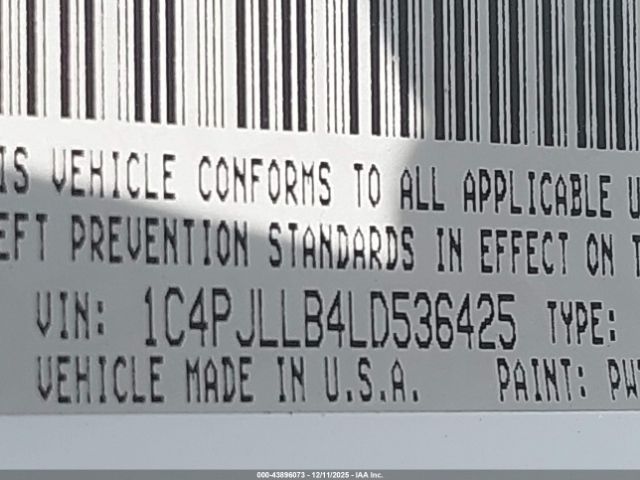 IS VEHICLE CONFORMS TO ALL APPLICABLE U
EFT PREVENTION STANDARDS IN EFFECT ON T
VIN: 1C4PJLLB4LD536425 TYPE:
VEHICLE MADE IN U.S.A. PAINT: PW7
000-43896073 - 12/11/2025 - IAA Inc.